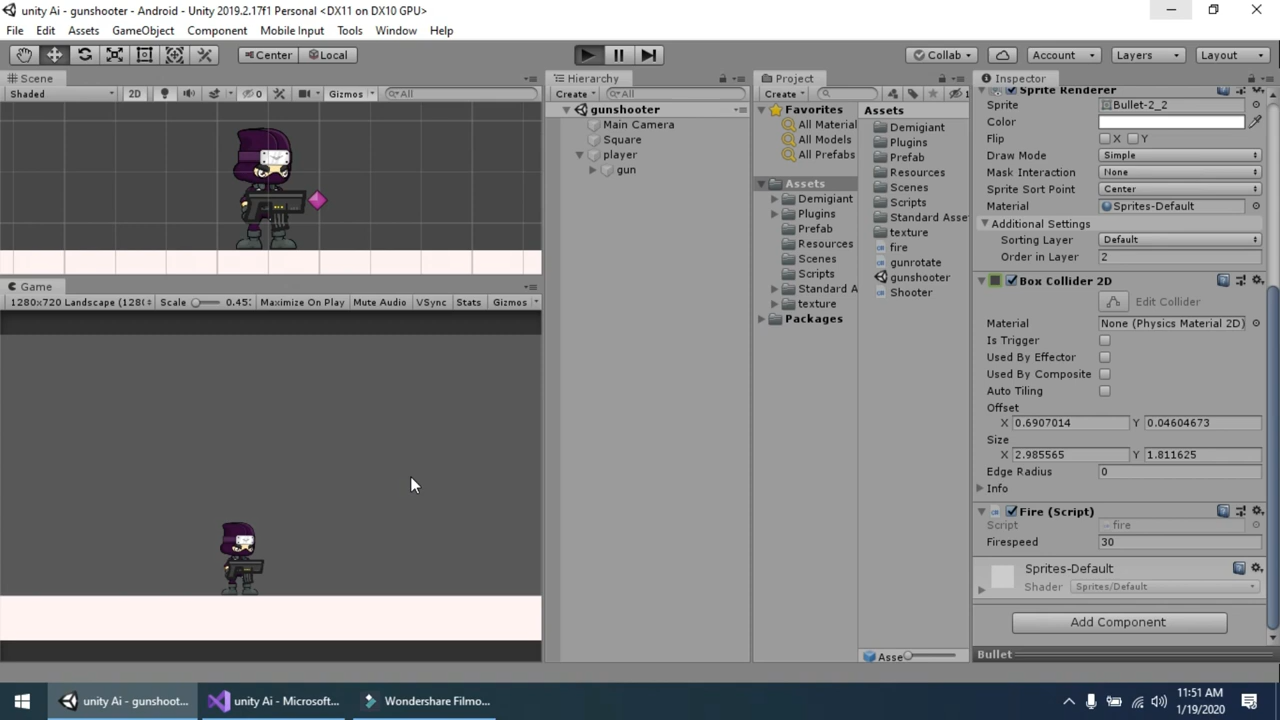 unity Ai - gunshooter - Android - Unity 2019.2.17f1 Personal <DX11 on DX10 GPU>
File Edit Assets GameObject Component Mobile Input Tools Window Help
Center Local Collab Account Layers Layout
Scene
Shaded 2D 0 Gizmos All
Game
1280x720 Landscape (128( Scale 0.45: Maximize On Play Mute Audio VSync Stats Gizmos
Hierarchy
Create All
gunshooter
Main Camera
Square
player
gun
Project
Create 1
Favorites
All Material
All Models
All Prefabs
Assets
Demigiant
Plugins
Prefab
Resources
Scenes
Scripts
Standard A
texture
Packages
Assets
Demigiant
Plugins
Prefab
Resources
Scenes
Scripts
Standard Asse
texture
fire
gunrotate
gunshooter
Shooter
Asse
Inspector
Sprite Renderer
Sprite Bullet-2_2
Color
Flip X Y
Draw Mode Simple
Mask Interaction None
Sprite Sort Point Center
Material Sprites-Default
Additional Settings
Sorting Layer Default
Order in Layer 2
Box Collider 2D
Edit Collider
Material None (Physics Material 2D)
Is Trigger
Used By Effector
Used By Composite
Auto Tiling
Offset
X 0.6907014 Y 0.04604673
Size
X 2.985565 Y 1.811625
Edge Radius 0
Info
Fire (Script)
Script fire
Firespeed 30
Sprites-Default
Shader Sprites/Default
Add Component
Bullet
unity Ai - gunshoot... unity Ai - Microsoft... Wondershare Filmo...
11:51 AM
1/19/2020